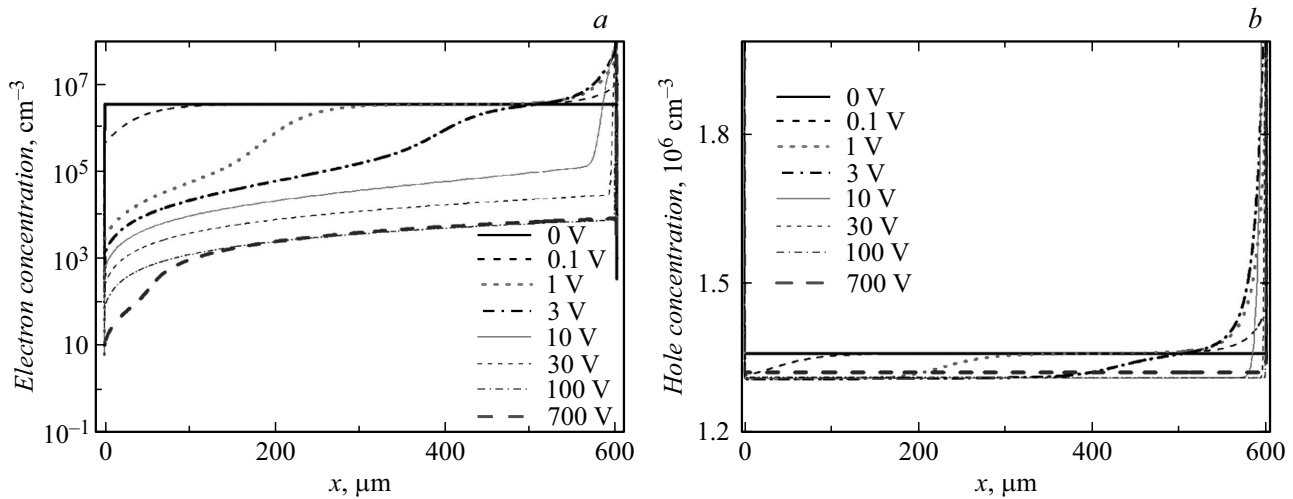 a
Electron concentration, cm⁻³
10⁷
10⁵
10³
10
10⁻¹
0
200
400
600
x, μm
0 V
0.1 V
1 V
3 V
10 V
30 V
100 V
700 V
b
Hole concentration, 10⁶ cm⁻³
1.8
1.5
1.2
0
200
400
600
x, μm
0 V
0.1 V
1 V
3 V
10 V
30 V
100 V
700 V